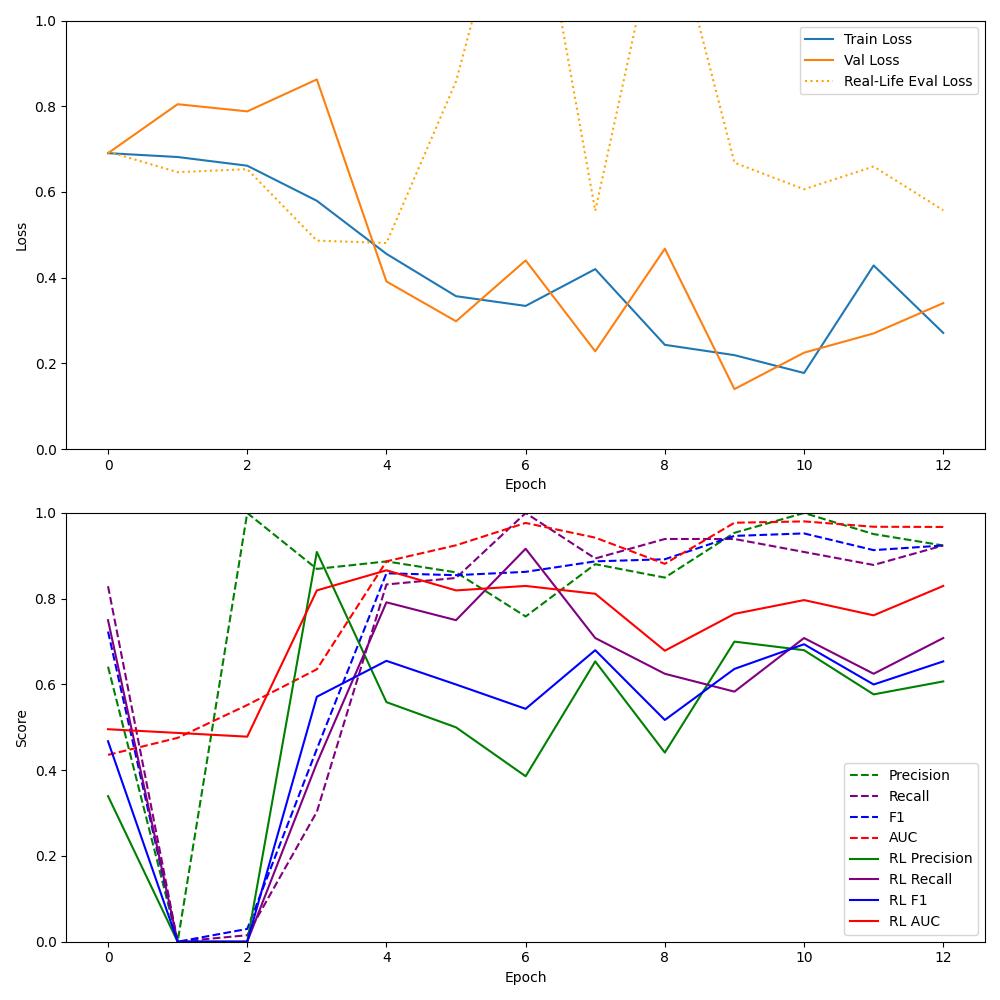 1.0
0.8
0.6
0.4
0.2
0.0
Loss
0 2 4 6 8 10 12
Epoch
Train Loss
Val Loss
Real-Life Eval Loss
1.0
0.8
0.6
0.4
0.2
0.0
Score
0 2 4 6 8 10 12
Epoch
Precision
Recall
F1
AUC
RL Precision
RL Recall
RL F1
RL AUC